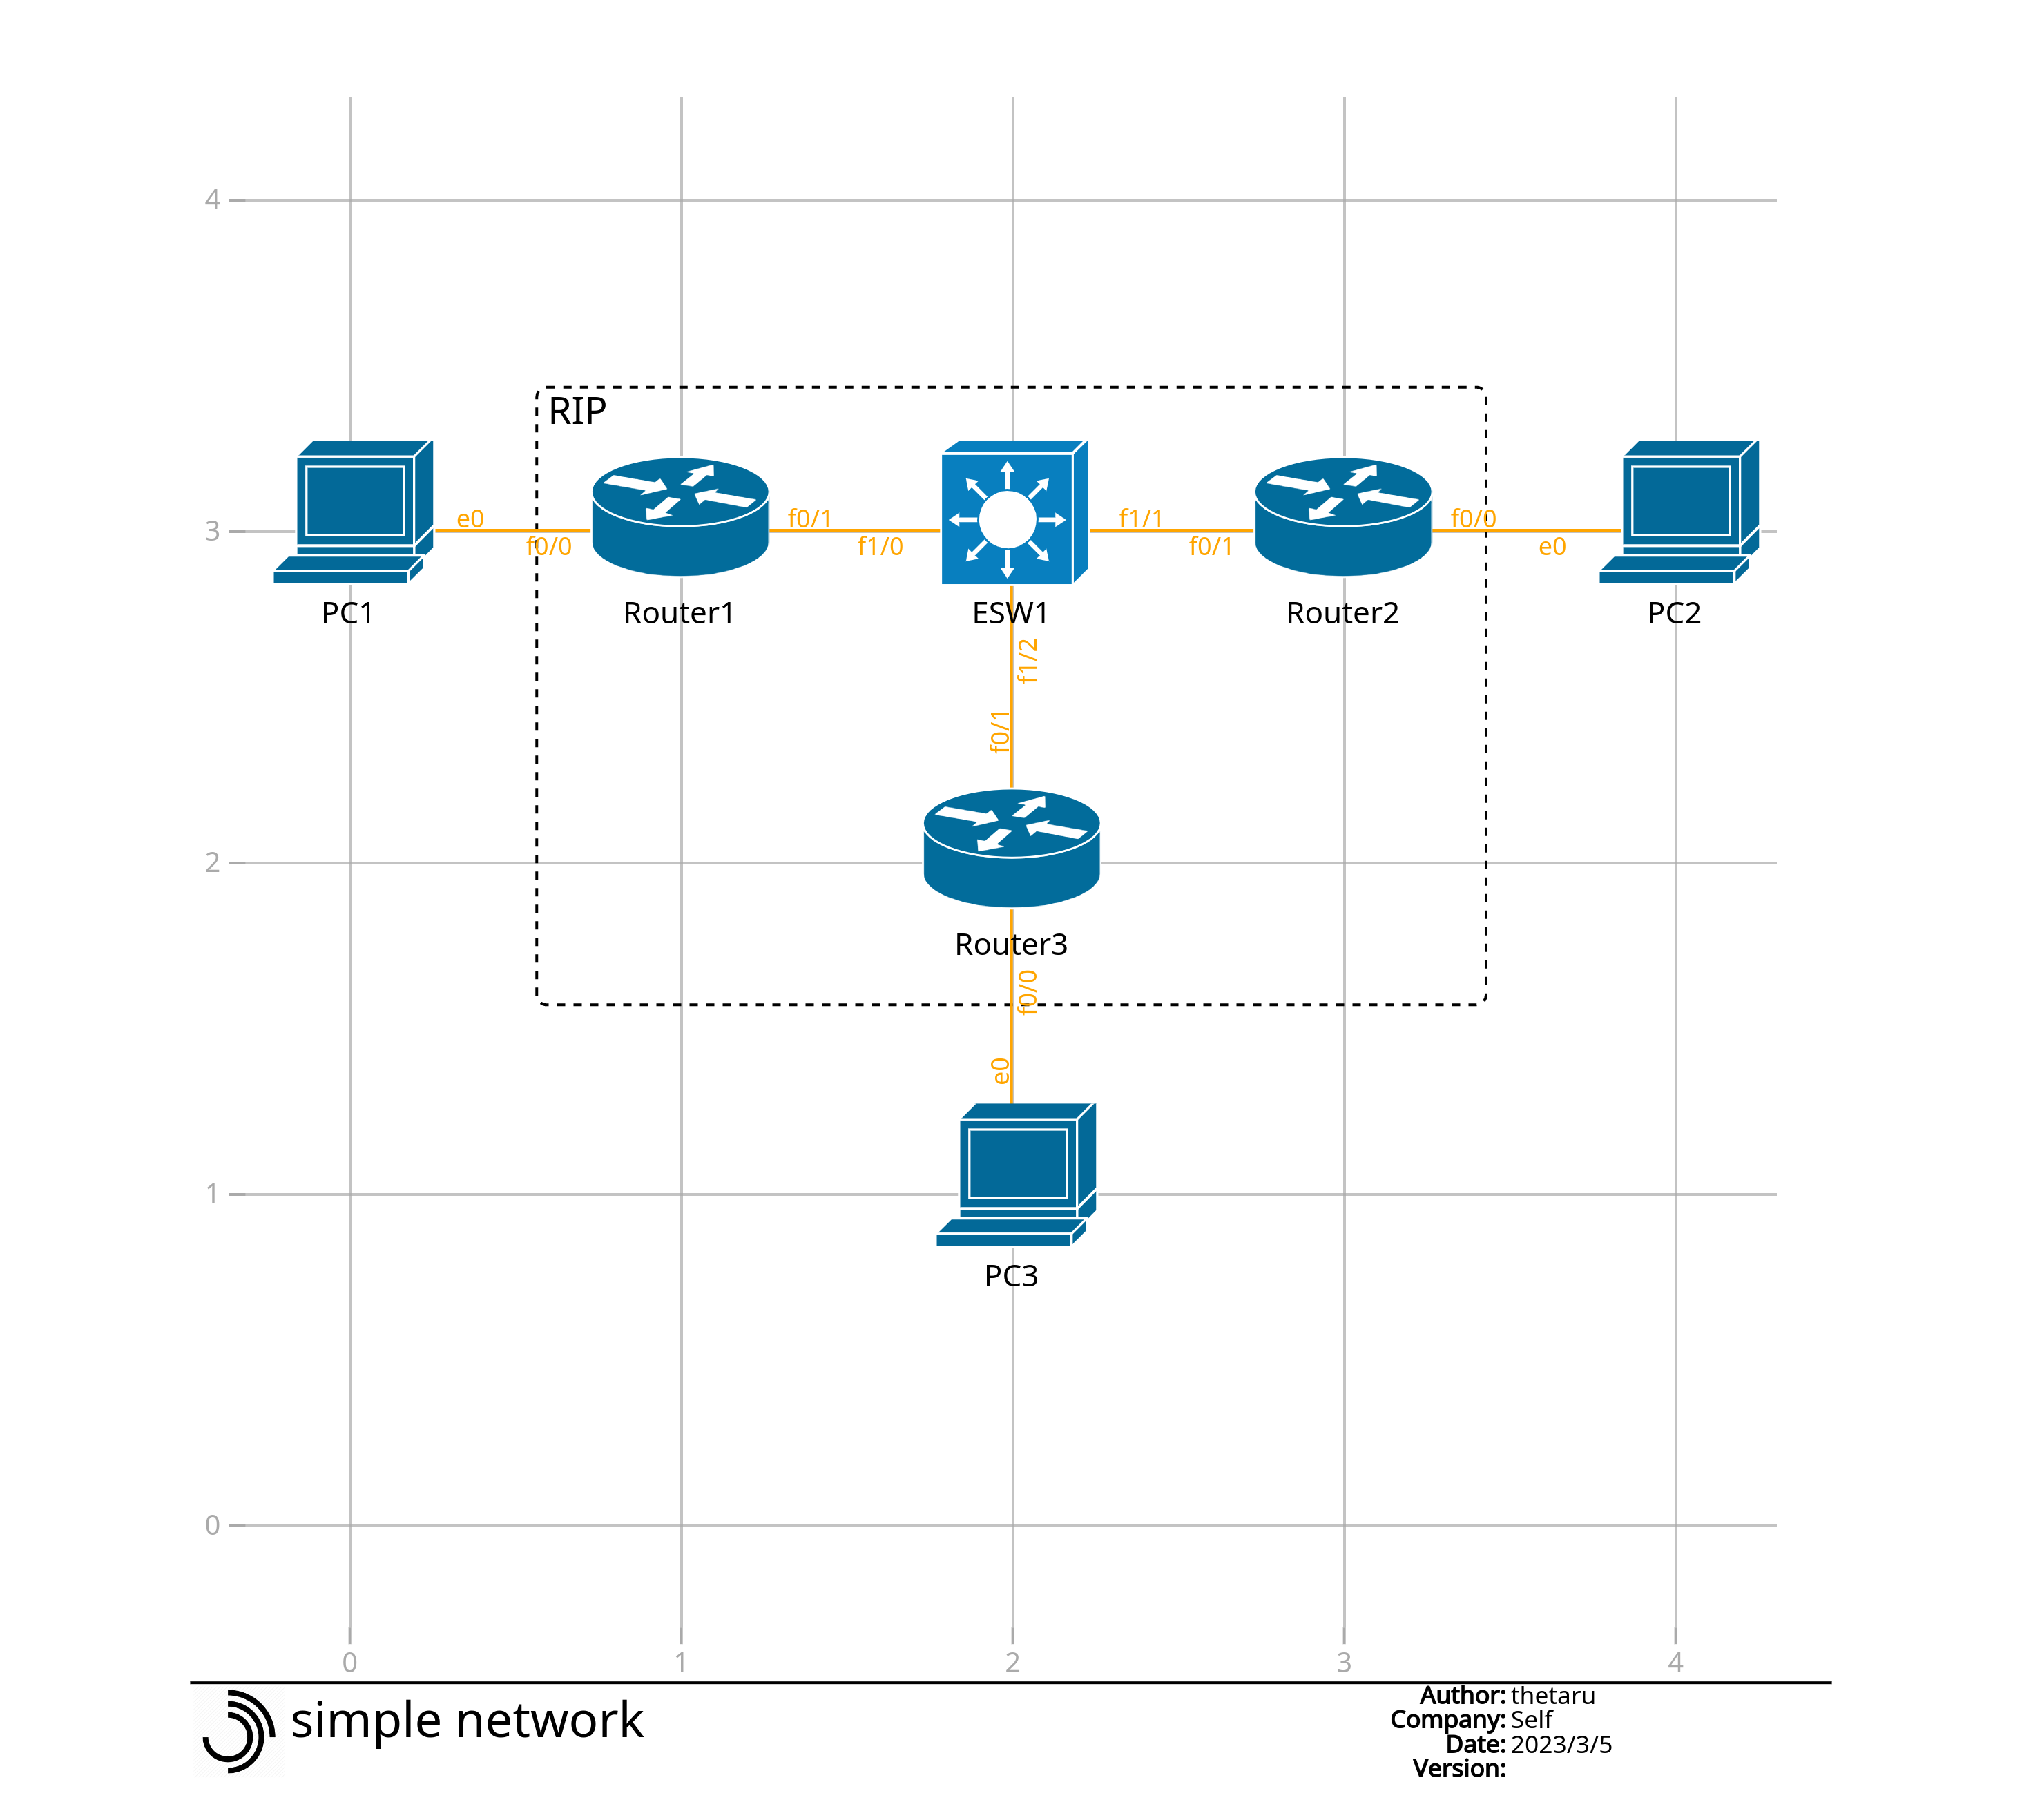 4
RIP
3
e0
f0/0
f0/1
f1/0
f1/1
f0/1
f0/0
e0
PC1
Router1
ESW1
Router2
PC2
f1/2
f0/1
2
Router3
f0/0
e0
1
PC3
0
0 1 2 3 4
simple network
Author: thetaru
Company: Self
Date: 2023/3/5
Version: